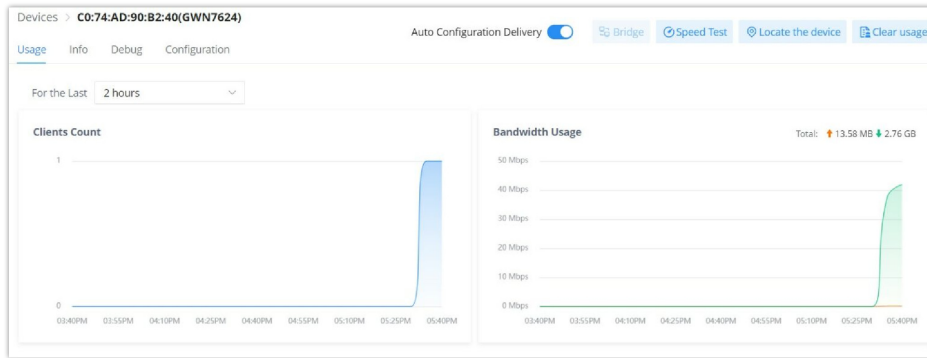 Devices > C0:74:AD:90:B2:40(GWN7624)
Auto Configuration Delivery
Bridge
Speed Test
Locate the device
Clear usage
Usage Info Debug Configuration
For the Last 2 hours
Clients Count
1
0
03:40PM 03:55PM 04:10PM 04:25PM 04:40PM 04:55PM 05:10PM 05:25PM 05:40PM
Bandwidth Usage
Total: 13.58 MB 2.76 GB
50 Mbps
40 Mbps
30 Mbps
20 Mbps
10 Mbps
0 Mbps
03:40PM 03:55PM 04:10PM 04:25PM 04:40PM 04:55PM 05:10PM 05:25PM 05:40PM